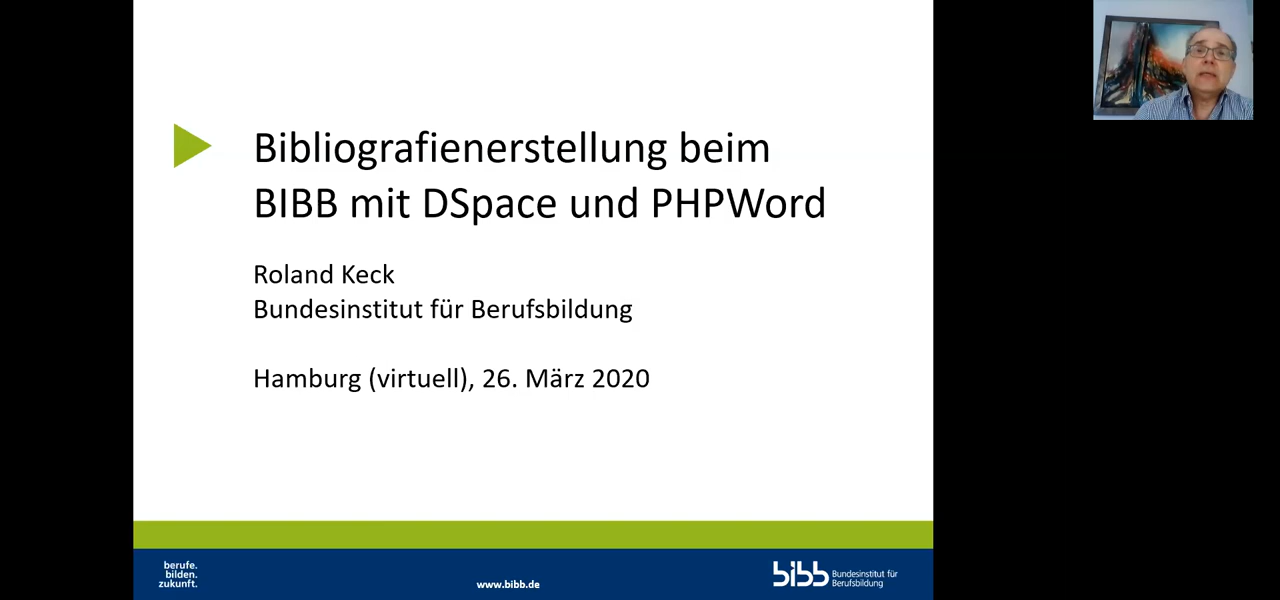 Bibliografienerstellung beim
BIBB mit DSpace und PHPWord
Roland Keck
Bundesinstitut für Berufsbildung
Hamburg (virtuell), 26. März 2020
berufe.
bilden.
zukunft.
www.bibb.de
bibb Bundesinstitut für
Berufsbildung